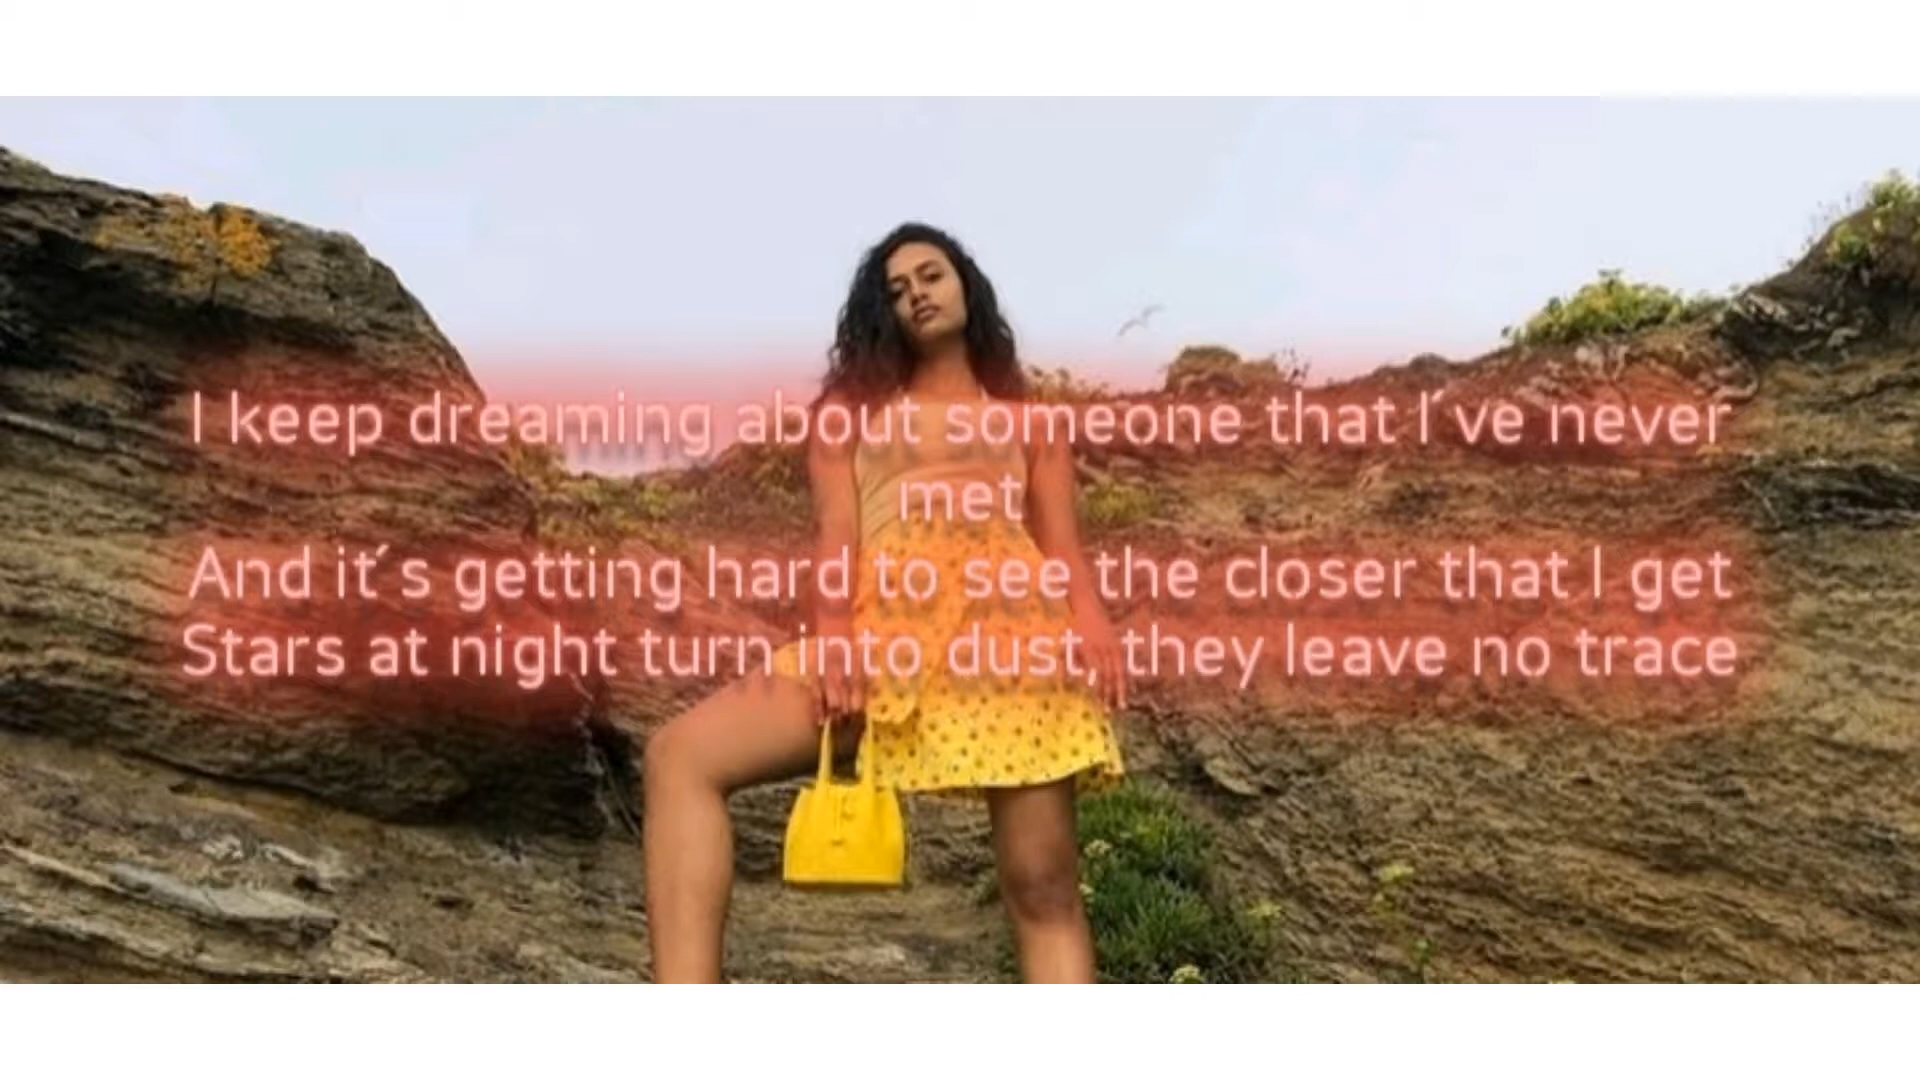 I keep dreaming about someone that I´ve never
met
And it´s getting hard to see the closer that I get
Stars at night turn into dust, they leave no trace